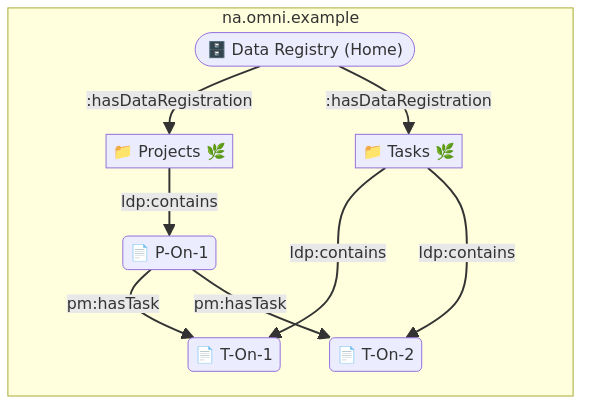 na.omni.example
🗄️ Data Registry (Home)
:hasDataRegistration
:hasDataRegistration
📁 Projects 🌿
📁 Tasks 🌿
ldp:contains
📄 P-On-1
ldp:contains
ldp:contains
pm:hasTask
pm:hasTask
📄 T-On-1
📄 T-On-2